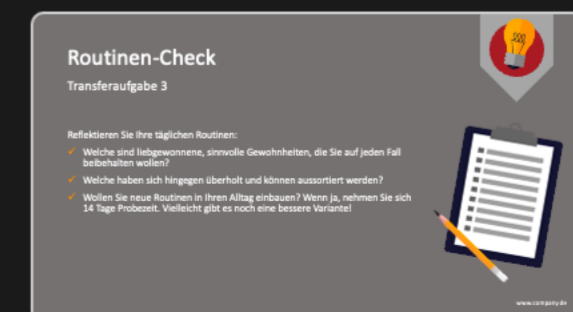 Routinen-Check
Transferaufgabe 3
Reflektieren Sie Ihre täglichen Routinen:
Welche sind liebgewonnene, sinnvolle Gewohnheiten, die Sie auf jeden Fall
beibehalten wollen?
Welche haben sich hingegen überholt und können aussortiert werden?
Wollen Sie neue Routinen in Ihren Alltag einbauen? Wenn ja, nehmen Sie sich
14 Tage Probezeit. Vielleicht gibt es noch eine bessere Variante!
www.company.de